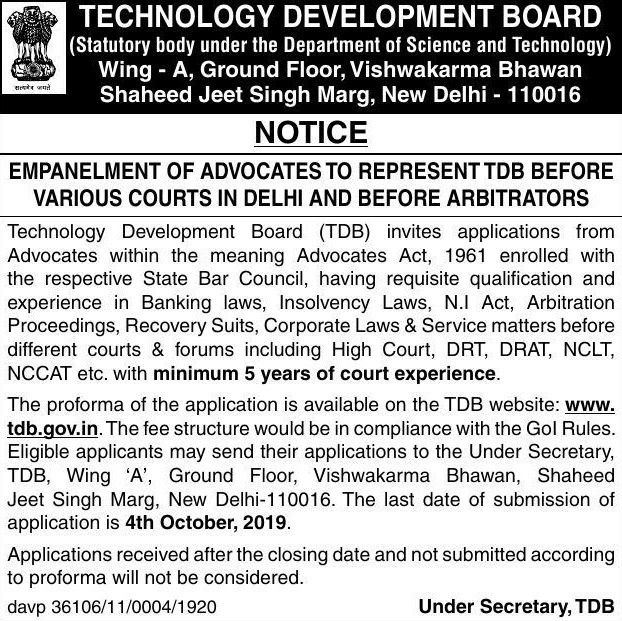 TECHNOLOGY DEVELOPMENT BOARD
(Statutory body under the Department of Science and Technology)
Wing - A, Ground Floor, Vishwakarma Bhawan
Shaheed Jeet Singh Marg, New Delhi - 110016
सत्यमेव जयते
NOTICE
EMPANELMENT OF ADVOCATES TO REPRESENT TDB BEFORE
VARIOUS COURTS IN DELHI AND BEFORE ARBITRATORS
Technology Development Board (TDB) invites applications from
Advocates within the meaning Advocates Act, 1961 enrolled with
the respective State Bar Council, having requisite qualification and
experience in Banking laws, Insolvency Laws, N.I Act, Arbitration
Proceedings, Recovery Suits, Corporate Laws & Service matters before
different courts & forums including High Court, DRT, DRAT, NCLT,
NCCAT etc. with minimum 5 years of court experience.
The proforma of the application is available on the TDB website: www.
tdb.gov.in. The fee structure would be in compliance with the GoI Rules.
Eligible applicants may send their applications to the Under Secretary,
TDB, Wing ‘A’, Ground Floor, Vishwakarma Bhawan, Shaheed
Jeet Singh Marg, New Delhi-110016. The last date of submission of
application is 4th October, 2019.
Applications received after the closing date and not submitted according
to proforma will not be considered.
davp 36106/11/0004/1920 Under Secretary, TDB